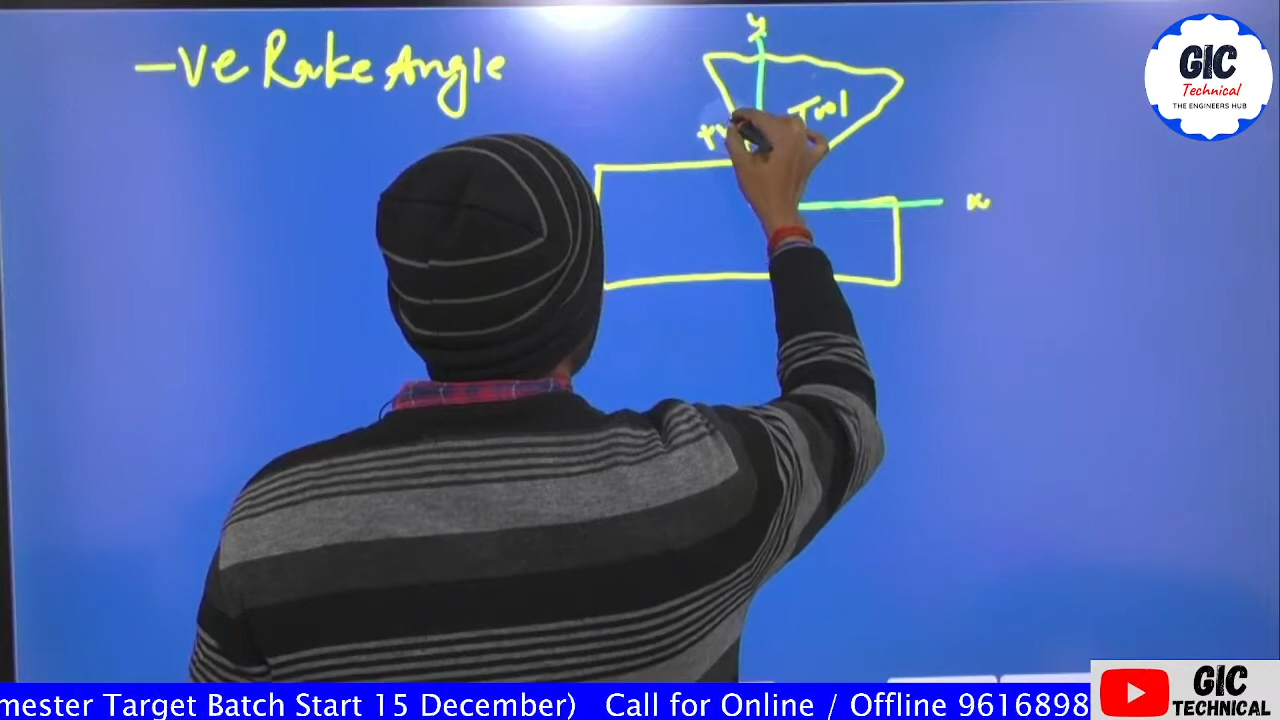 -Ve Rake Angle
y
Tool
x
GIC
Technical
THE ENGINEERS HUB
mester Target Batch Start 15 December)   Call for Online / Offline 9616898
GIC
TECHNICAL